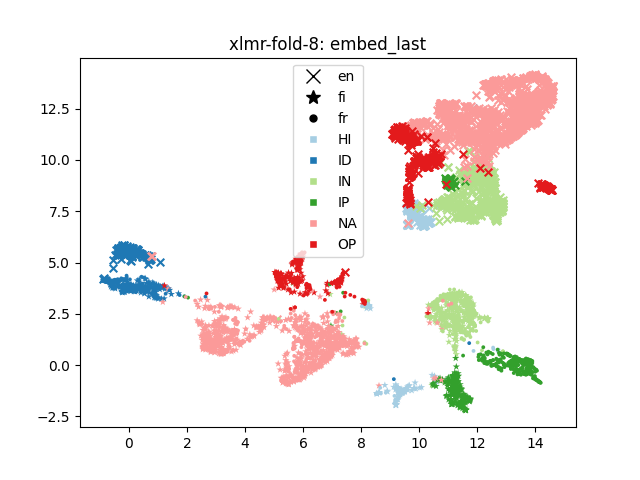 xlmr-fold-8: embed_last
en
fi
fr
HI
ID
IN
IP
NA
OP
12.5
10.0
7.5
5.0
2.5
0.0
−2.5
0 2 4 6 8 10 12 14